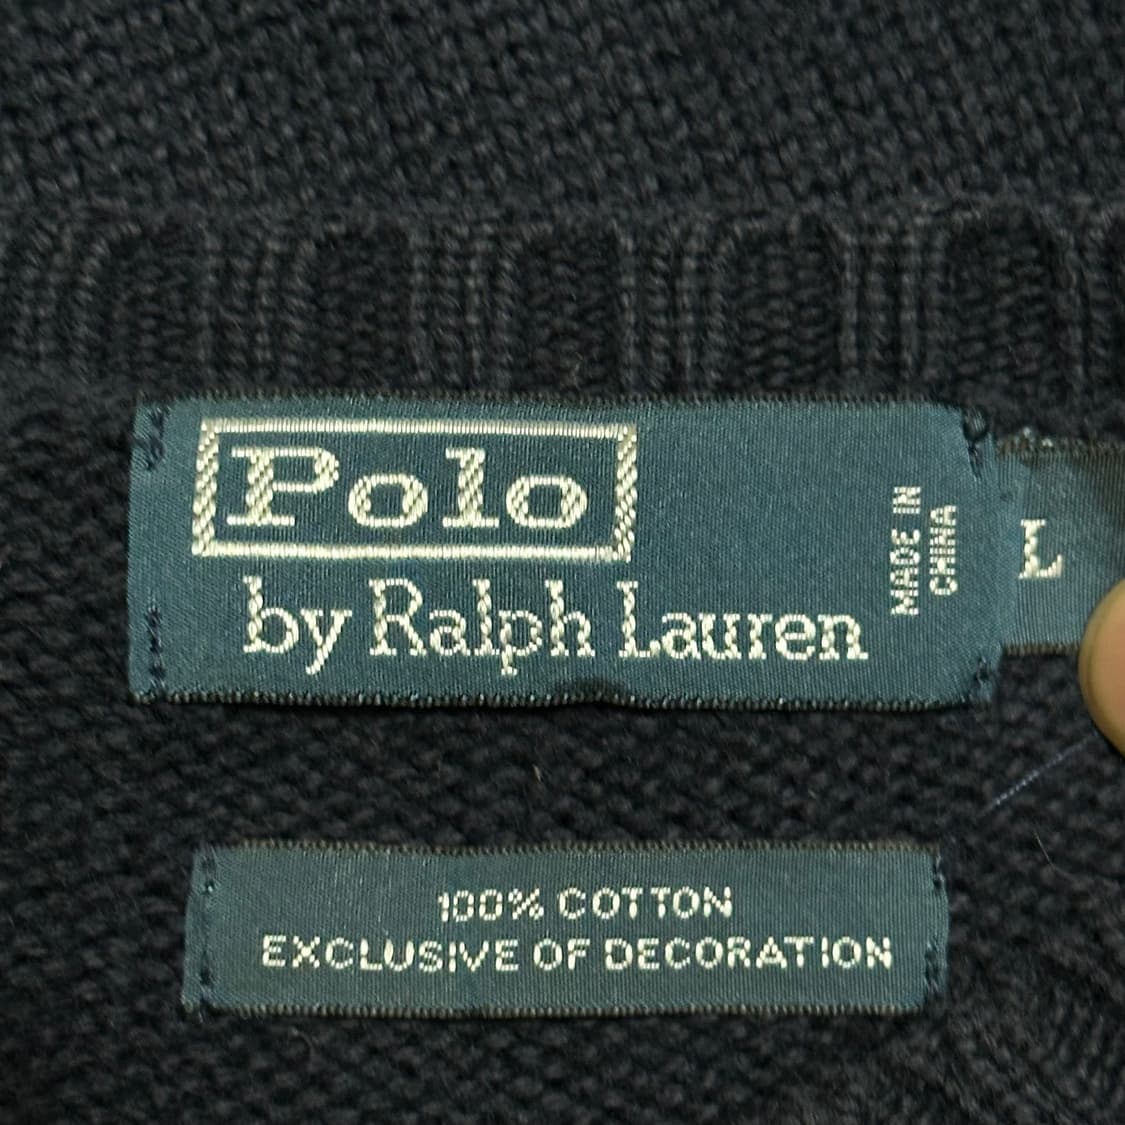 Polo
by Ralph Lauren
MADE IN
CHINA
L
100% COTTON
EXCLUSIVE OF DECORATION